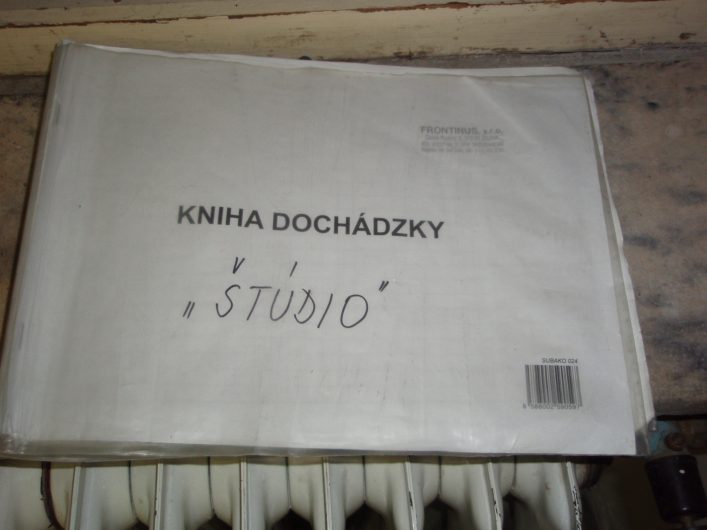 FRONTINUS, s.r.o.
KNIHA DOCHÁDZKY
„ŠTÚDIO"
SUBAKO 024